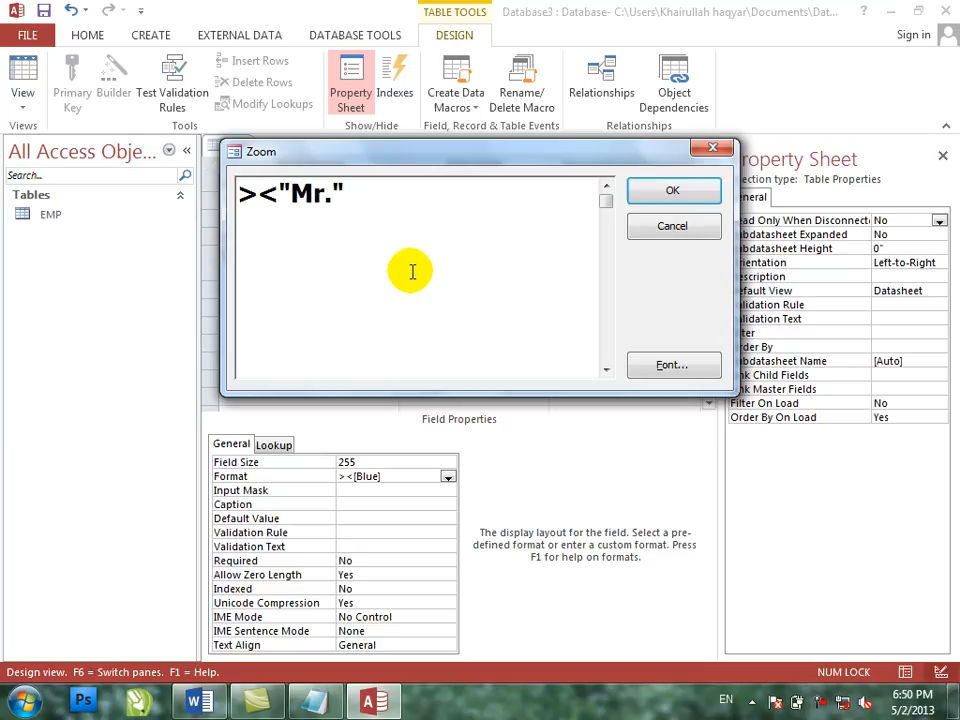 TABLE TOOLS
Database3 : Database- C:\Users\Khairullah haqyar\Documents\Dat...
FILE
HOME
CREATE
EXTERNAL DATA
DATABASE TOOLS
DESIGN
Sign in
View
Primary Key
Builder
Test Validation Rules
Insert Rows
Delete Rows
Modify Lookups
Property Sheet
Indexes
Create Data Macros
Rename/ Delete Macro
Relationships
Object Dependencies
Views
Tools
Show/Hide
Field, Record & Table Events
Relationships
All Access Obje...
Search...
Tables
EMP
Zoom
><"Mr."
OK
Cancel
Font...
roperty Sheet
ection type: Table Properties
neral
ead Only When Disconnecte No
ubdatasheet Expanded No
ubdatasheet Height 0"
rientation Left-to-Right
escription
efault View Datasheet
alidation Rule
alidation Text
lter
rder By
ubdatasheet Name [Auto]
nk Child Fields
nk Master Fields
Filter On Load No
Order By On Load Yes
Field Properties
General
Lookup
Field Size 255
Format ><[Blue]
Input Mask
Caption
Default Value
Validation Rule
Validation Text
Required No
Allow Zero Length Yes
Indexed No
Unicode Compression Yes
IME Mode No Control
IME Sentence Mode None
Text Align General
The display layout for the field. Select a pre-
defined format or enter a custom format. Press
F1 for help on formats.
Design view. F6 = Switch panes. F1 = Help.
NUM LOCK
Ps
EN
6:50 PM
5/2/2013